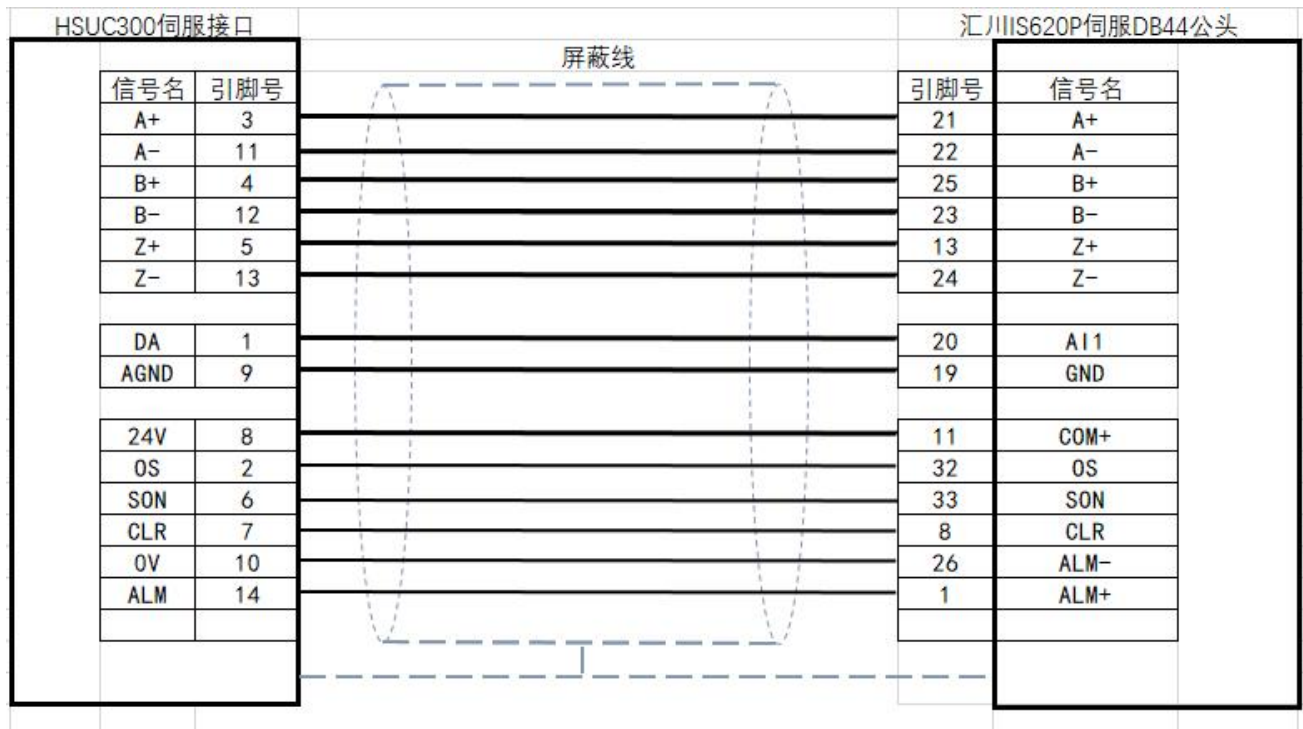 HSUC300伺服接口 汇川IS620P伺服DB44公头
屏蔽线
信号名 引脚号 引脚号 信号名
A+ 3 21 A+
A- 11 22 A-
B+ 4 25 B+
B- 12 23 B-
Z+ 5 13 Z+
Z- 13 24 Z-
DA 1 20 AI1
AGND 9 19 GND
24V 8 11 COM+
OS 2 32 OS
SON 6 33 SON
CLR 7 8 CLR
0V 10 26 ALM-
ALM 14 1 ALM+